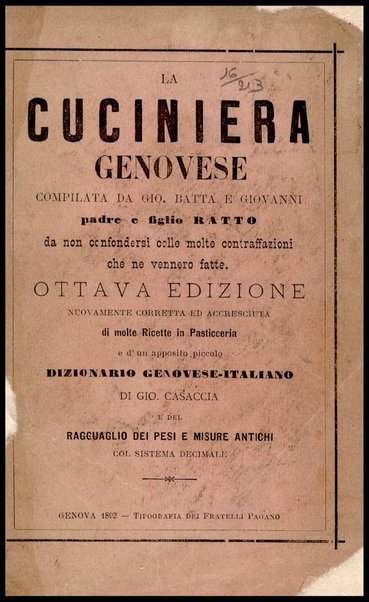 LA
CUCINIERA
GENOVESE
COMPILATA DA GIO. BATTA E GIOVANNI
padre e figlio RATTO
da non confondersi colle molte contraffazioni
che ne vennero fatte.
OTTAVA EDIZIONE
NUOVAMENTE CORRETTA ED ACCRESCIUTA
di molte Ricette in Pasticceria
e d'un apposito piccolo
DIZIONARIO GENOVESE-ITALIANO
DI GIO. CASACCIA
E DEL
RAGGUAGLIO DEI PESI E MISURE ANTICHI
COL SISTEMA DECIMALE
GENOVA 1892 — TIPOGRAFIA DEI FRATELLI PAGANO